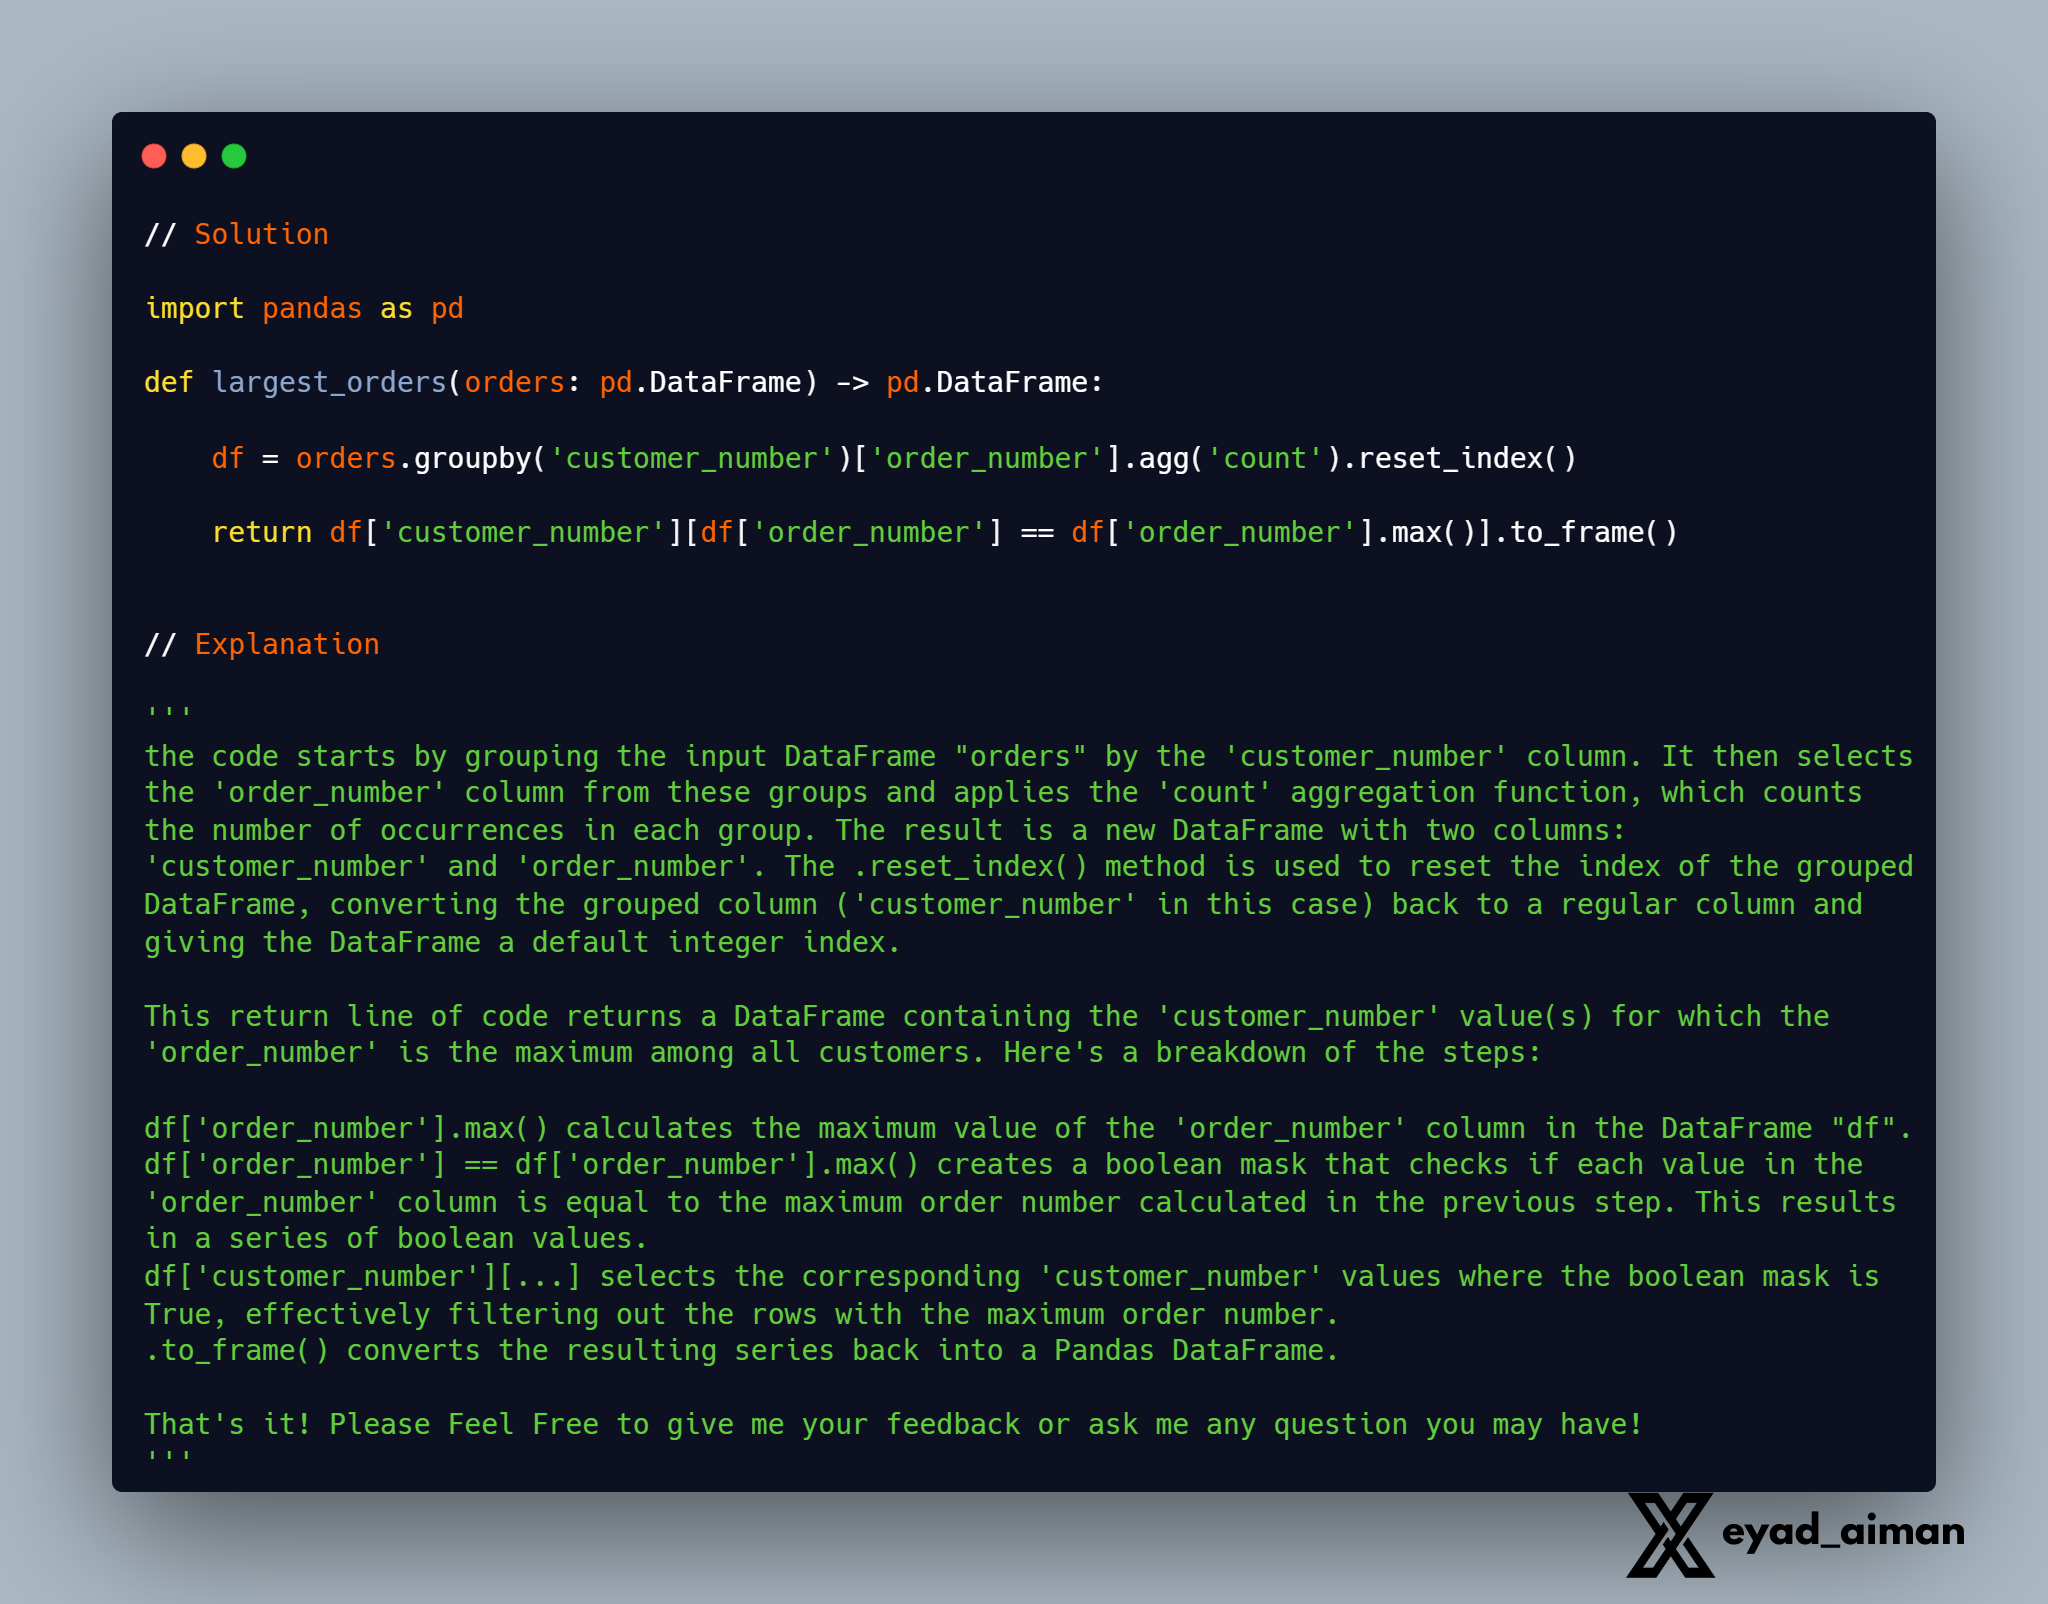 // Solution
import pandas as pd
def largest_orders(orders: pd.DataFrame) -> pd.DataFrame:
    df = orders.groupby('customer_number')['order_number'].agg('count').reset_index()
    return df['customer_number'][df['order_number'] == df['order_number'].max()].to_frame()
// Explanation
'''
the code starts by grouping the input DataFrame "orders" by the 'customer_number' column. It then selects
the 'order_number' column from these groups and applies the 'count' aggregation function, which counts
the number of occurrences in each group. The result is a new DataFrame with two columns:
'customer_number' and 'order_number'. The .reset_index() method is used to reset the index of the grouped
DataFrame, converting the grouped column ('customer_number' in this case) back to a regular column and
giving the DataFrame a default integer index.
This return line of code returns a DataFrame containing the 'customer_number' value(s) for which the
'order_number' is the maximum among all customers. Here's a breakdown of the steps:
df['order_number'].max() calculates the maximum value of the 'order_number' column in the DataFrame "df".
df['order_number'] == df['order_number'].max() creates a boolean mask that checks if each value in the
'order_number' column is equal to the maximum order number calculated in the previous step. This results
in a series of boolean values.
df['customer_number'][...] selects the corresponding 'customer_number' values where the boolean mask is
True, effectively filtering out the rows with the maximum order number.
.to_frame() converts the resulting series back into a Pandas DataFrame.
That's it! Please Feel Free to give me your feedback or ask me any question you may have!
'''
eyad_aiman